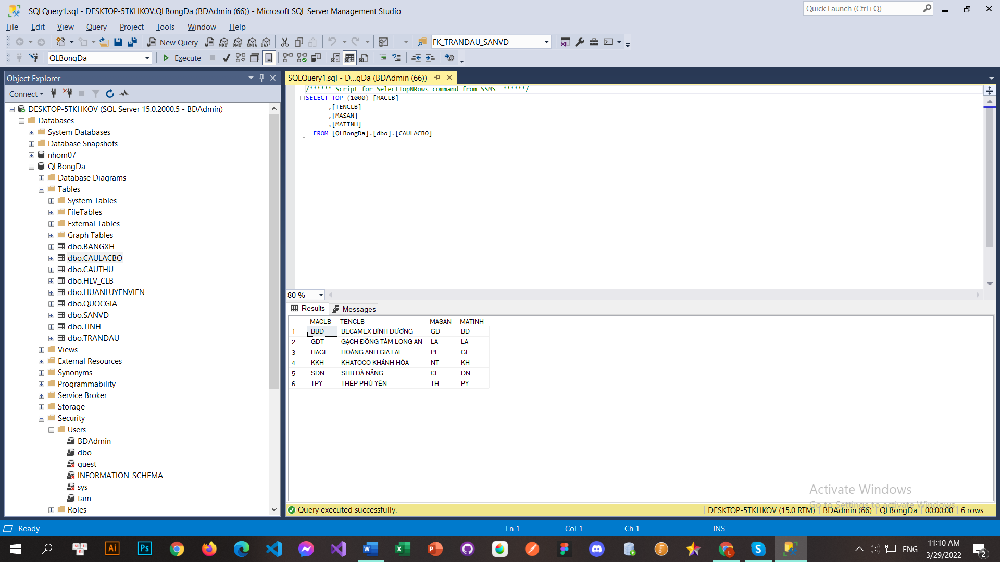 SQLQuery1.sql - DESKTOP-5TKHKOV.QLBongDa (BDAdmin (66)) - Microsoft SQL Server Management Studio
Quick Launch (Ctrl+Q)
File Edit View Query Project Tools Window Help
New Query MDX DMX XMLA DAX FK_TRANDAU_SANVD
QLBongDa Execute
Object Explorer
Connect
DESKTOP-5TKHKOV (SQL Server 15.0.2000.5 - BDAdmin)
Databases
System Databases
Database Snapshots
nhom07
QLBongDa
Database Diagrams
Tables
System Tables
FileTables
External Tables
Graph Tables
dbo.BANGXH
dbo.CAULACBO
dbo.CAUTHU
dbo.HLV_CLB
dbo.HUANLUYENVIEN
dbo.QUOCGIA
dbo.SANVD
dbo.TINH
dbo.TRANDAU
Views
External Resources
Synonyms
Programmability
Service Broker
Storage
Security
Users
BDAdmin
dbo
guest
INFORMATION_SCHEMA
sys
tam
Roles
SQLQuery1.sql - D...gDa (BDAdmin (66))
/****** Script for SelectTopNRows command from SSMS ******/
SELECT TOP (1000) [MACLB]
,[TENCLB]
,[MASAN]
,[MATINH]
FROM [QLBongDa].[dbo].[CAULACBO]
80 %
Results Messages
MACLB TENCLB MASAN MATINH
1 BBD BECAMEX BÌNH DƯƠNG GD BD
2 GDT GẠCH ĐỒNG TÂM LONG AN LA LA
3 HAGL HOÀNG ANH GIA LAI PL GL
4 KKH KHATOCO KHÁNH HÒA NT KH
5 SDN SHB ĐÀ NẴNG CL DN
6 TPY THÉP PHÚ YÊN TH PY
Activate Windows
Go to Settings to activate Windows.
Query executed successfully. DESKTOP-5TKHKOV (15.0 RTM) BDAdmin (66) QLBongDa 00:00:00 6 rows
Ready Ln 1 Col 1 Ch 1 INS
Ai Ps L ENG 11:10 AM
3/29/2022 2